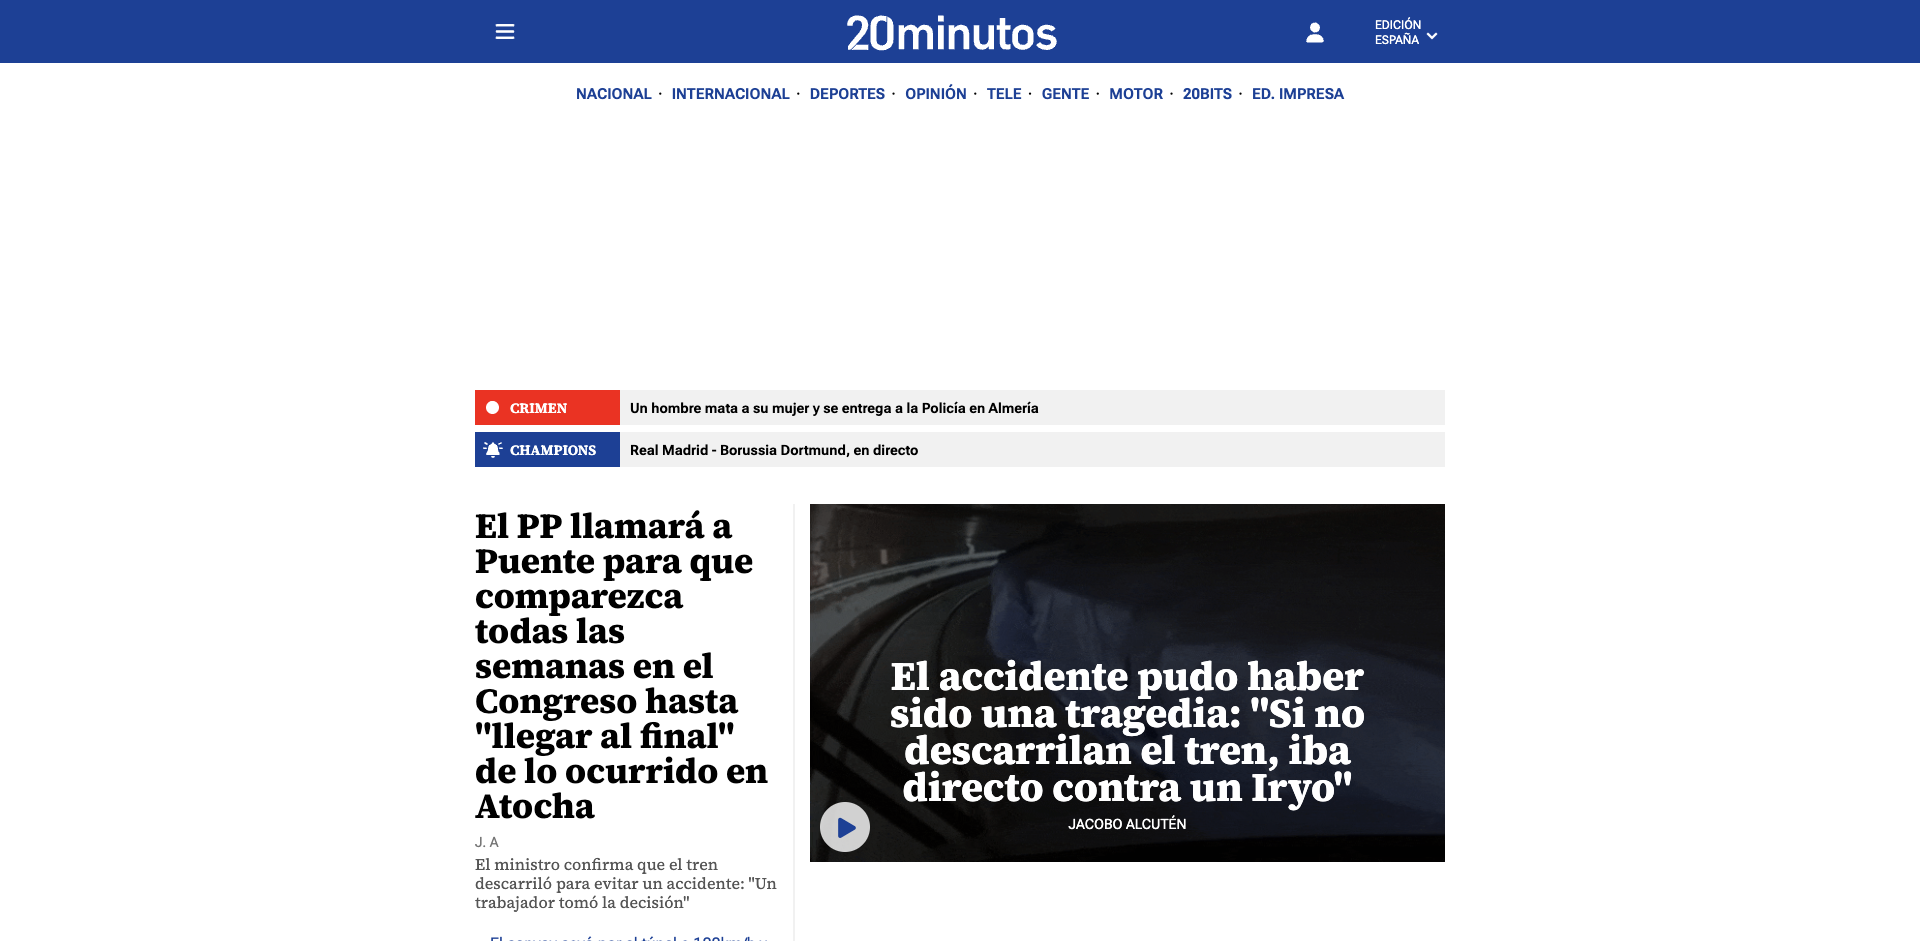 20minutos
EDICIÓN
ESPAÑA
NACIONAL · INTERNACIONAL · DEPORTES · OPINIÓN · TELE · GENTE · MOTOR · 20BITS · ED. IMPRESA
CRIMEN Un hombre mata a su mujer y se entrega a la Policía en Almería
CHAMPIONS Real Madrid - Borussia Dortmund, en directo
El PP llamará a
Puente para que
comparezca
todas las
semanas en el
Congreso hasta
"llegar al final"
de lo ocurrido en
Atocha
J. A
El ministro confirma que el tren
descarriló para evitar un accidente: "Un
trabajador tomó la decisión"
El accidente pudo haber
sido una tragedia: "Si no
descarrilan el tren, iba
directo contra un Iryo"
JACOBO ALCUTÉN